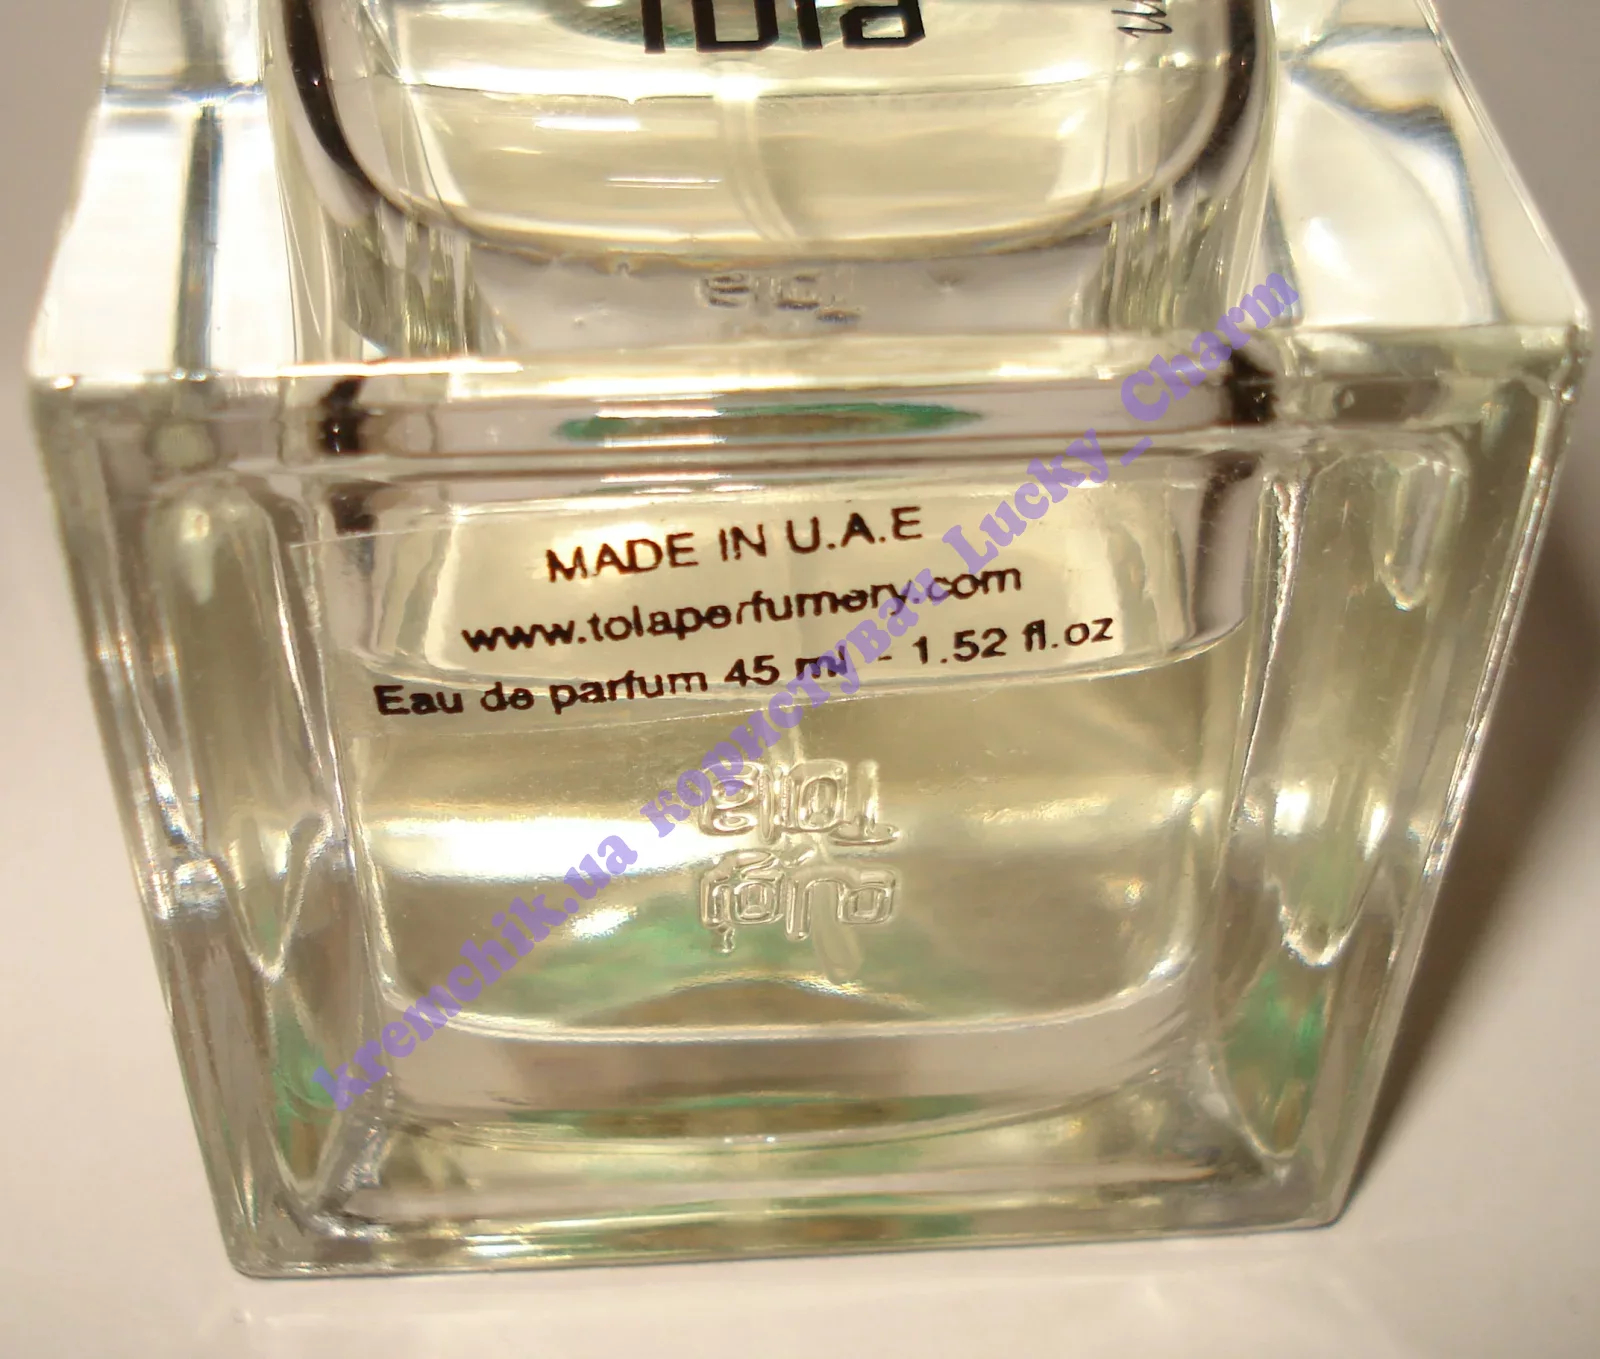 Tola
MADE IN U.A.E
www.tolaperfumery.com
Eau de parfum 45 ml - 1.52 fl.oz
Tola
kremchik.ua користувач Lucky_Charm